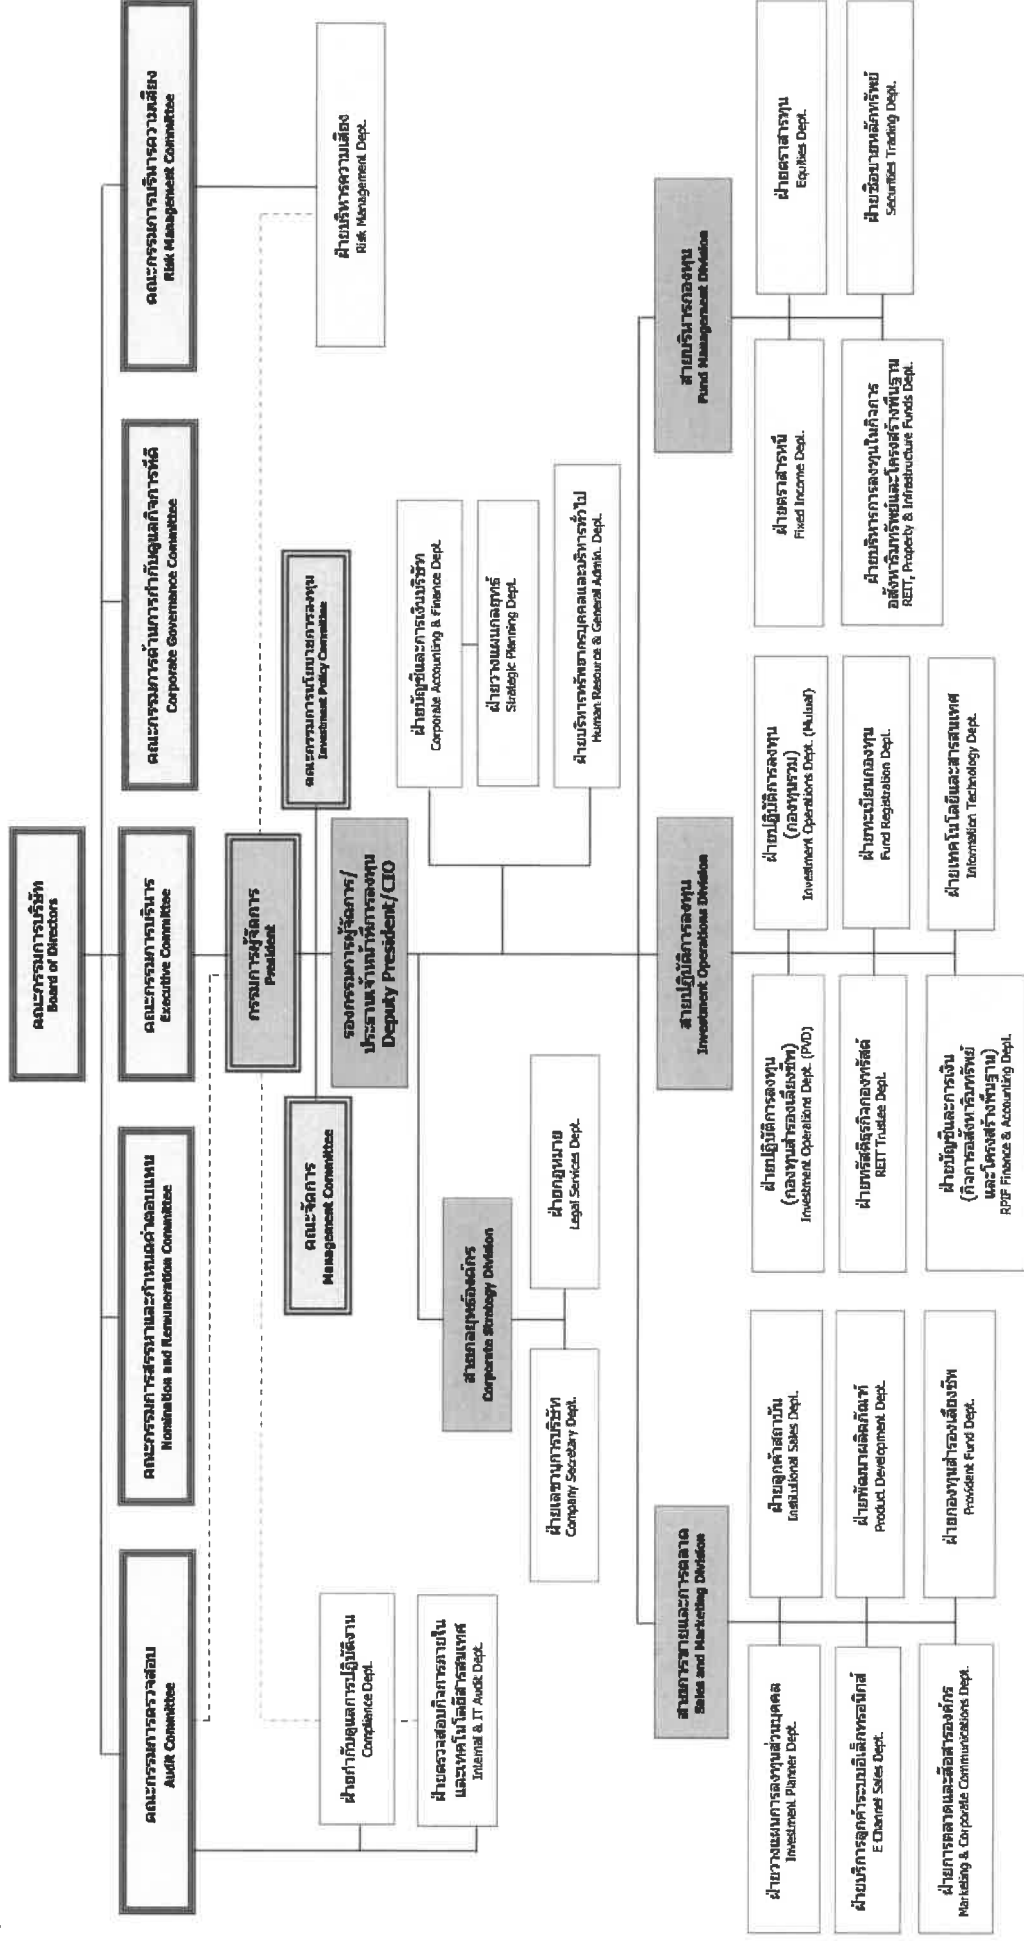 คณะกรรมการบริษัท
Board of Directors
คณะกรรมการตรวจสอบ
Audit Committee
คณะกรรมการสรรหาและกำหนดค่าตอบแทน
Nomination and Remuneration Committee
คณะกรรมการบริหาร
Executive Committee
คณะกรรมการด้านการกำกับดูแลกิจการที่ดี
Corporate Governance Committee
คณะกรรมการบริหารความเสี่ยง
Risk Management Committee
กรรมการผู้จัดการ
President
คณะจัดการ
Management Committee
คณะกรรมการนโยบายการลงทุน
Investment Policy Committee
ฝ่ายกำกับดูแลการปฏิบัติงาน
Compliance Dept.
ฝ่ายบริหารความเสี่ยง
Risk Management Dept.
รองกรรมการผู้จัดการ/
ประธานเจ้าหน้าที่การลงทุน
Deputy President/CIO
ฝ่ายตรวจสอบกิจการภายใน
และเทคโนโลยีสารสนเทศ
Internal & IT Audit Dept.
สายกลยุทธ์องค์กร
Corporate Strategy Division
ฝ่ายบัญชีและการเงินบริษัท
Corporate Accounting & Finance Dept.
ฝ่ายวางแผนกลยุทธ์
Strategic Planning Dept.
ฝ่ายเลขานุการบริษัท
Company Secretary Dept.
ฝ่ายกฎหมาย
Legal Services Dept.
ฝ่ายบริหารทรัพยากรบุคคลและบริหารทั่วไป
Human Resource & General Admin. Dept.
สายการขายและการตลาด
Sales and Marketing Division
สายปฏิบัติการลงทุน
Investment Operations Division
สายบริหารกองทุน
Fund Management Division
ฝ่ายวางแผนการลงทุนส่วนบุคคล
Investment Planner Dept.
ฝ่ายลูกค้าสถาบัน
Institutional Sales Dept.
ฝ่ายปฏิบัติการลงทุน
(กองทุนสำรองเลี้ยงชีพ)
Investment Operationd Dept. (PVD)
ฝ่ายปฏิบัติการลงทุน
(กองทุนรวม)
Investment Operations Dept. (Mutual)
ฝ่ายตราสารหนี้
Fixed Income Dept.
ฝ่ายตราสารทุน
Equities Dept.
ฝ่ายบริการลูกค้าระบบอิเล็กทรอนิกส์
E Channel Sales Dept.
ฝ่ายพัฒนาผลิตภัณฑ์
Product Development Dept.
ฝ่ายทรัสตีธุรกิจกองทรัสต์
REIT Trustee Dept.
ฝ่ายทะเบียนกองทุน
Fund Registration Dept.
ฝ่ายบริหารการลงทุนในกิจการ
อสังหาริมทรัพย์และโครงสร้างพื้นฐาน
REIT, Property & Infrastructure Funds Dept.
ฝ่ายซื้อขายหลักทรัพย์
Securities Trading Dept.
ฝ่ายการตลาดและสื่อสารองค์กร
Marketing & Corporate Communications Dept.
ฝ่ายกองทุนสำรองเลี้ยงชีพ
Provident Fund Dept.
ฝ่ายบัญชีและการเงิน
(กิจการอสังหาริมทรัพย์
และโครงสร้างพื้นฐาน)
RPIF Finance & Accounting Dept.
ฝ่ายเทคโนโลยีและสารสนเทศ
Information Technology Dept.